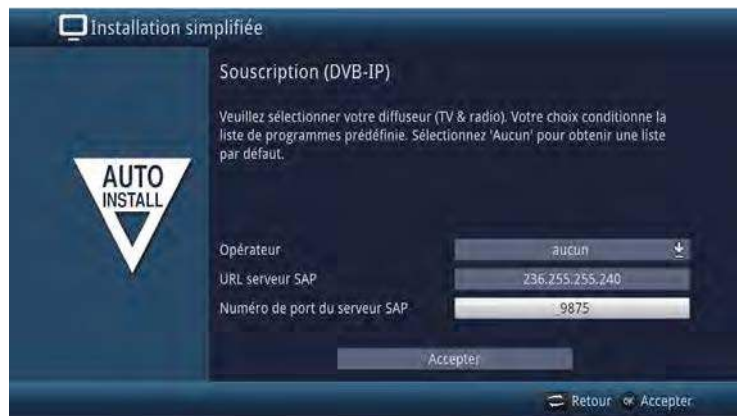 Installation simplifiée
Souscription (DVB-IP)
Veuillez sélectionner votre diffuseur (TV & radio). Votre choix conditionne la
liste de programmes prédéfinie. Sélectionnez 'Aucun' pour obtenir une liste
par défaut.
AUTO
INSTALL
Opérateur aucun
URL serveur SAP 236.255.255.240
Numéro de port du serveur SAP 9875
Accepter
Retour OK Accepter